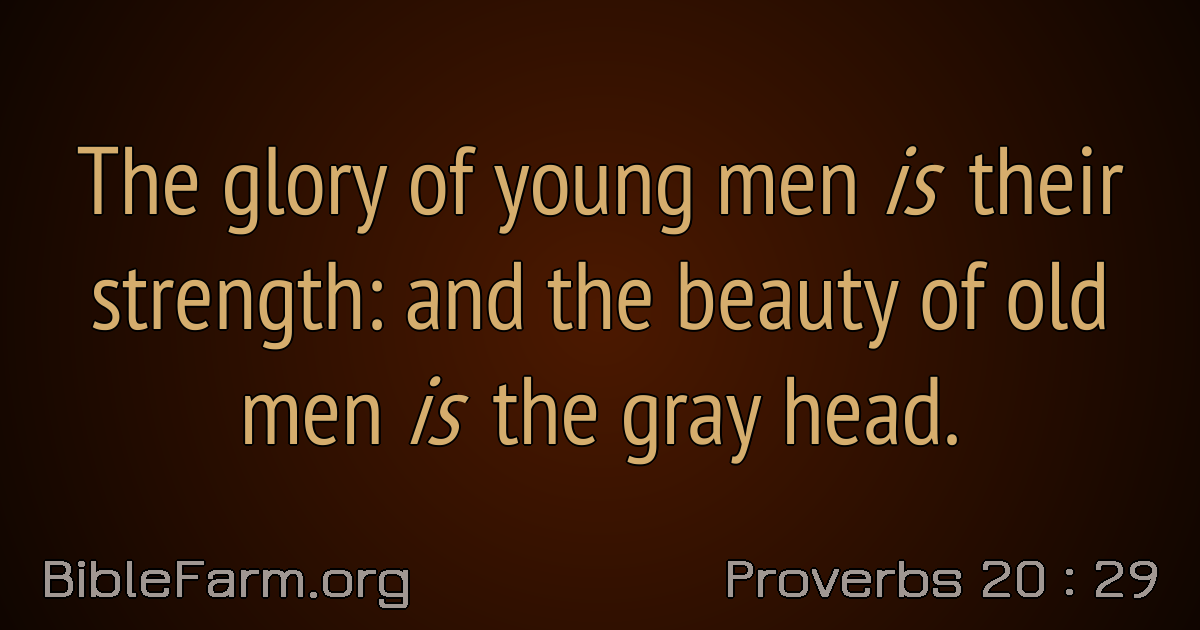 The glory of young men is their
strength: and the beauty of old
men is the gray head.
BibleFarm.org
Proverbs 20 : 29